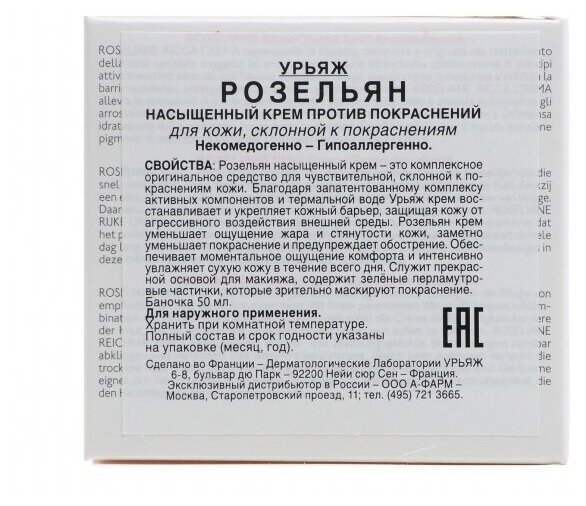 УРЬЯЖ
РОЗЕЛЬЯН
НАСЫЩЕННЫЙ КРЕМ ПРОТИВ ПОКРАСНЕНИЙ
для кожи, склонной к покраснениям
Некомедогенно – Гипоаллергенно.
СВОЙСТВА: Розельян насыщенный крем – это комплексное
оригинальное средство для чувствительной, склонной к по-
краснениям кожи. Благодаря запатентованному комплексу
активных компонентов и термальной воде Урьяж крем вос-
станавливает и укрепляет кожный барьер, защищая кожу от
агрессивного воздействия внешней среды. Розельян крем
уменьшает ощущение жара и стянутости кожи, заметно
уменьшает покраснение и предупреждает обострение. Обес-
печивает моментальное ощущение комфорта и интенсивно
увлажняет сухую кожу в течение всего дня. Служит прекрас-
ной основой для макияжа, содержит зелёные перламутро-
вые частички, которые зрительно маскируют покраснение.
Баночка 50 мл.
Для наружного применения.
Хранить при комнатной температуре.
Полный состав и срок годности указаны
на упаковке (месяц, год).
EAC
Сделано во Франции – Дерматологические Лаборатории УРЬЯЖ
6-8, бульвар дю Парк – 92200 Нейи сюр Сен – Франция.
Эксклюзивный дистрибьютор в России – ООО А-ФАРМ –
Москва, Старопетровский проезд, 11; тел. (495) 721 3665.